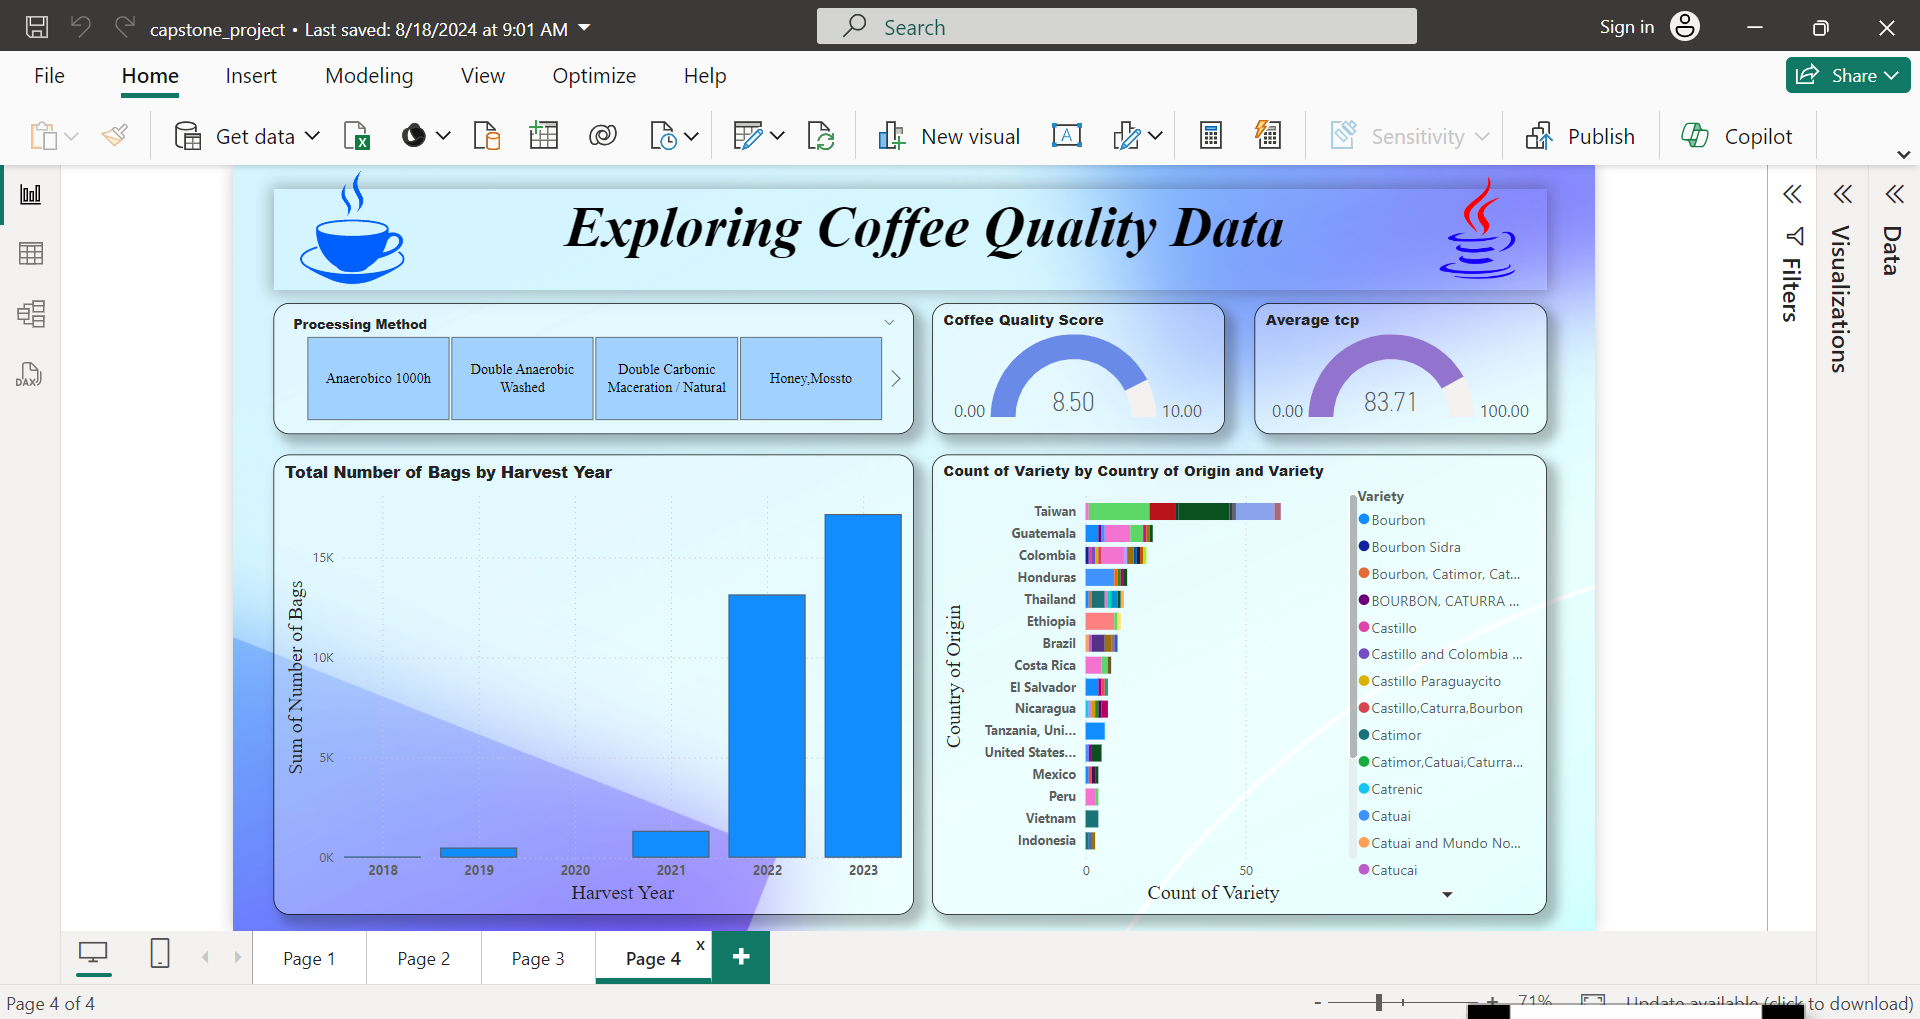 capstone_project • Last saved: 8/18/2024 at 9:01 AM
Search
Sign in
File Home Insert Modeling View Optimize Help
Share
Get data
New visual
Sensitivity
Publish
Copilot
DAX
Exploring Coffee Quality Data
Filters
Visualizations
Data
Processing Method
Anaerobico 1000h
Double Anaerobic
Washed
Double Carbonic
Maceration / Natural
Honey,Mossto
Coffee Quality Score
8.50
0.00 10.00
Average tcp
83.71
0.00 100.00
Total Number of Bags by Harvest Year
Sum of Number of Bags
15K
10K
5K
0K
2018 2019 2020 2021 2022 2023
Harvest Year
Count of Variety by Country of Origin and Variety
Country of Origin
Taiwan
Guatemala
Colombia
Honduras
Thailand
Ethiopia
Brazil
Costa Rica
El Salvador
Nicaragua
Tanzania, Uni...
United States...
Mexico
Peru
Vietnam
Indonesia
0 50
Count of Variety
Variety
Bourbon
Bourbon Sidra
Bourbon, Catimor, Cat...
BOURBON, CATURRA ...
Castillo
Castillo and Colombia ...
Castillo Paraguaycito
Castillo,Caturra,Bourbon
Catimor
Catimor,Catuai,Caturra...
Catrenic
Catuai
Catuai and Mundo No...
Catucai
Page 1 Page 2 Page 3 Page 4 x +
Page 4 of 4
- + 71% Update available (click to download)